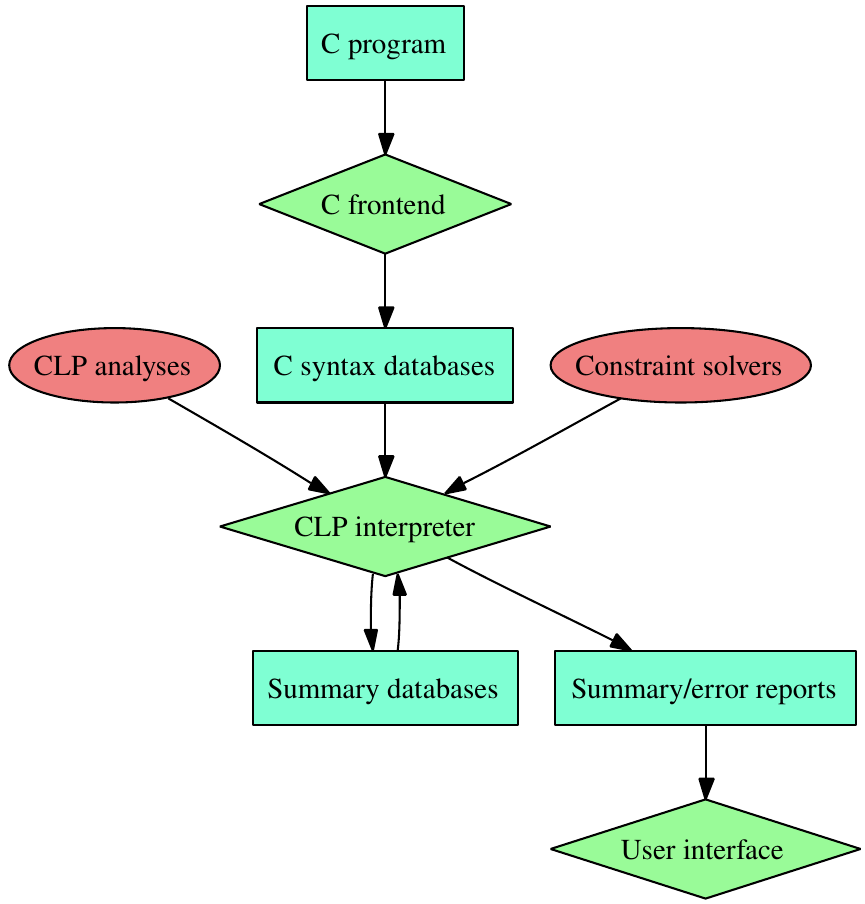 C program
C frontend
CLP analyses
C syntax databases
Constraint solvers
CLP interpreter
Summary databases
Summary/error reports
User interface